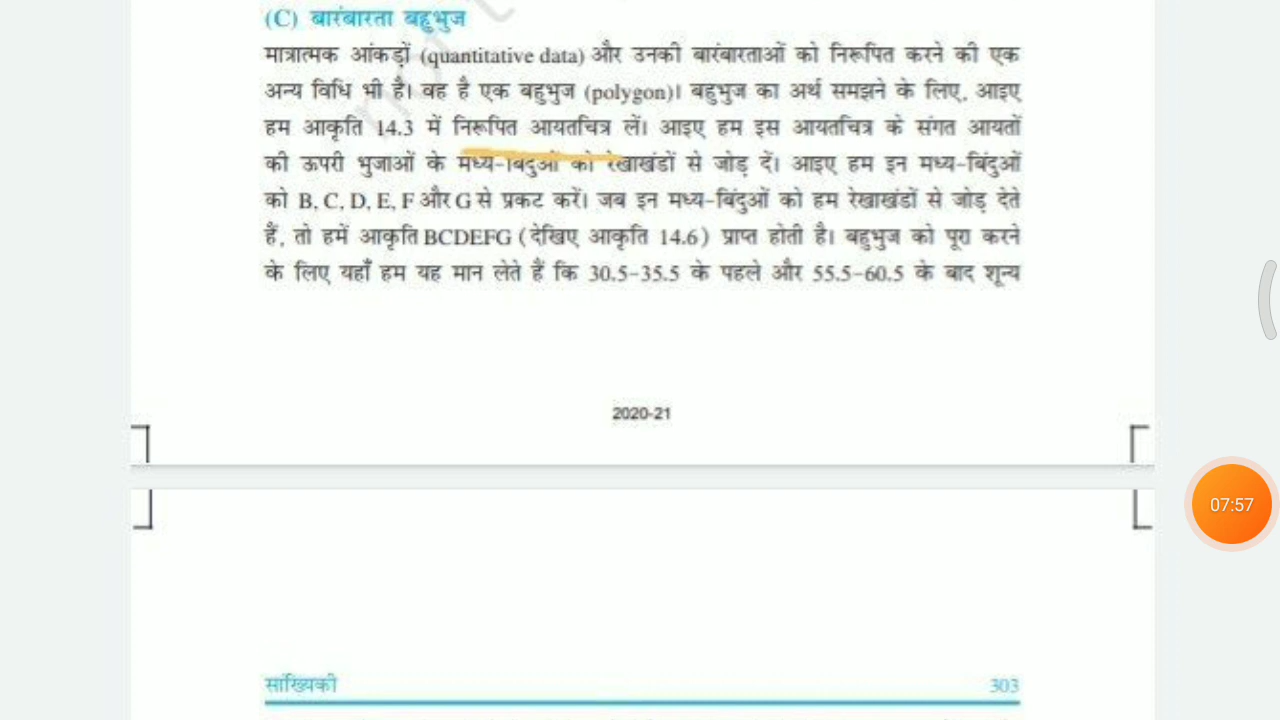 (C) बारंबारता बहुभुज
मात्रात्मक आंकड़ों (quantitative data) और उनकी बारंबारताओं को निरूपित करने की एक
अन्य विधि भी है। वह है एक बहुभुज (polygon)। बहुभुज का अर्थ समझने के लिए, आइए
हम आकृति 14.3 में निरूपित आयतचित्र लें। आइए हम इस आयतचित्र के संगत आयतों
की ऊपरी भुजाओं के मध्य-बिंदुओं को रेखाखंडों से जोड़ दें। आइए हम इन मध्य-बिंदुओं
को B, C, D, E, F और G से प्रकट करें। जब इन मध्य-बिंदुओं को हम रेखाखंडों से जोड़ देते
हैं, तो हमें आकृति BCDEFG (देखिए आकृति 14.6) प्राप्त होती है। बहुभुज को पूरा करने
के लिए यहाँ हम यह मान लेते हैं कि 30.5-35.5 के पहले और 55.5-60.5 के बाद शून्य
2020-21
07:57
सांख्यिकी 303